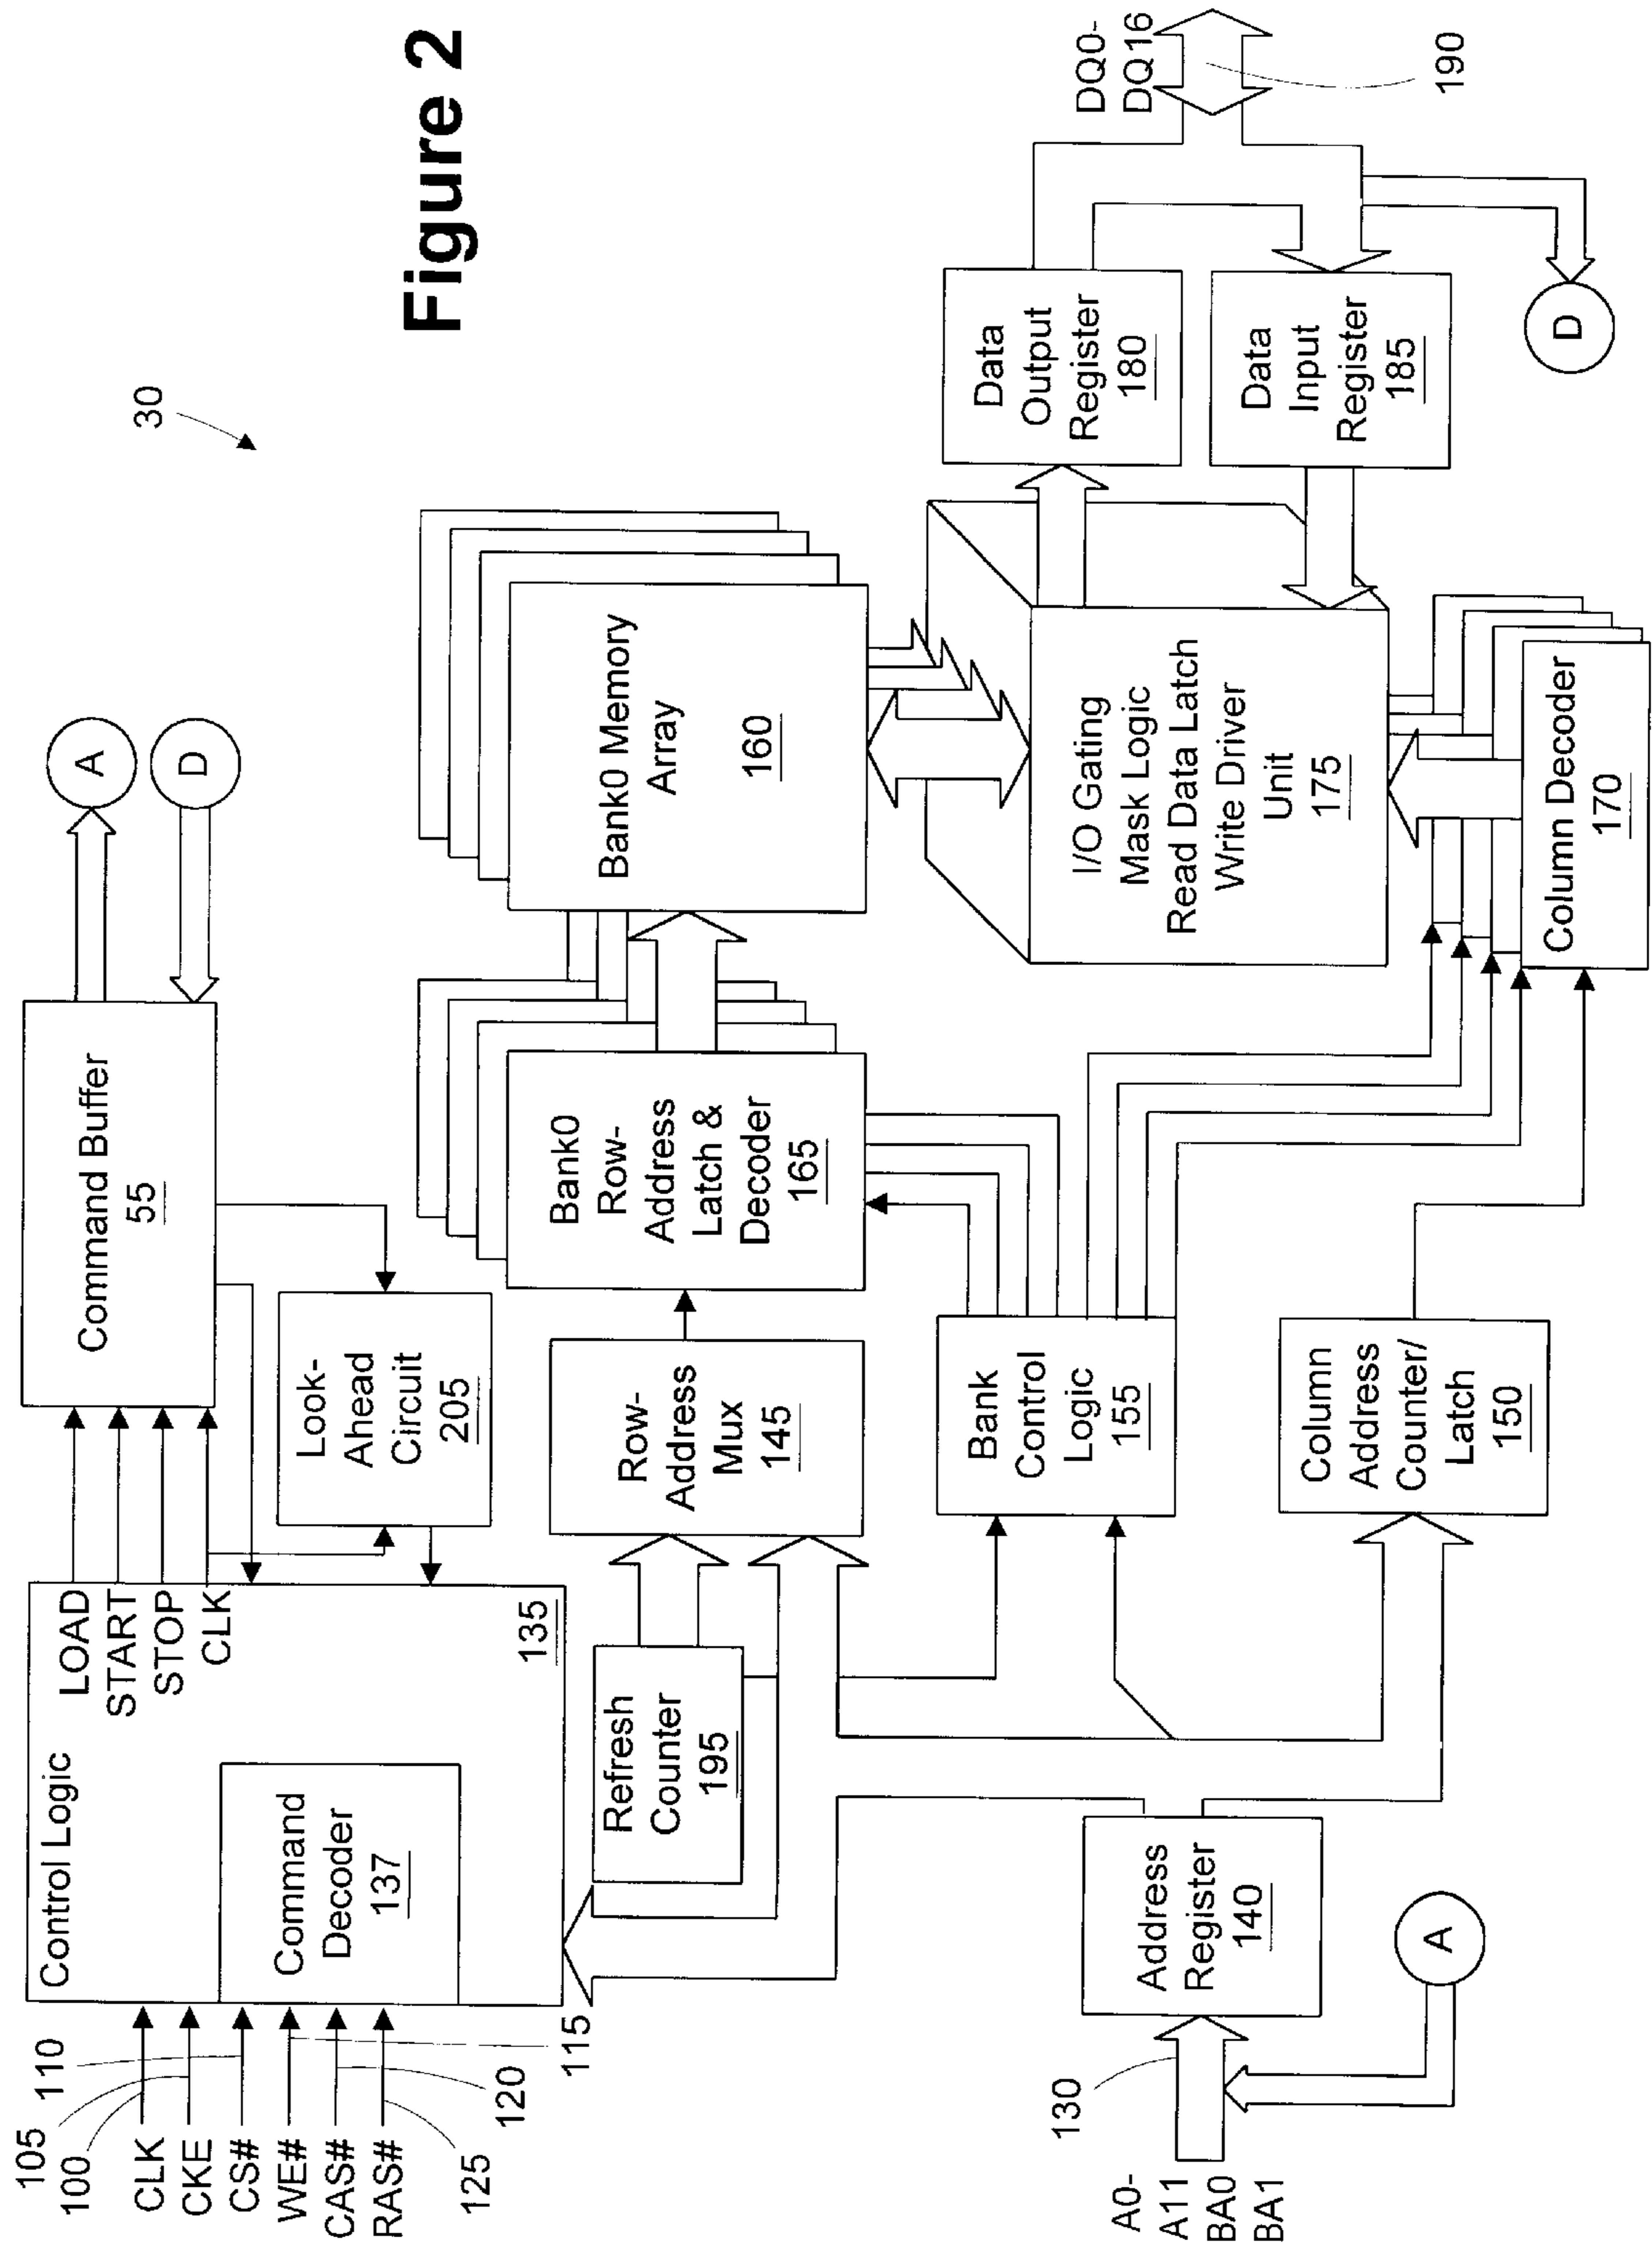 Figure 2
30
105
100
110
CLK
CKE
CS#
WE#
CAS#
RAS#
115
120
125
Control Logic
Command
Decoder
137
LOAD
START
STOP
CLK
135
Command Buffer
55
A
D
Look-
Ahead
Circuit
205
Refresh
Counter
195
Row-
Address
Mux
145
Bank0
Row-
Address
Latch &
Decoder
165
Bank0 Memory
Array
160
Bank
Control
Logic
155
I/O Gating
Mask Logic
Read Data Latch
Write Driver
Unit
175
Data
Output
Register
180
Data
Input
Register
185
DQ0-
DQ16
190
D
A0-
A11
BA0
BA1
130
Address
Register
140
A
Column
Address
Counter/
Latch
150
Column Decoder
170